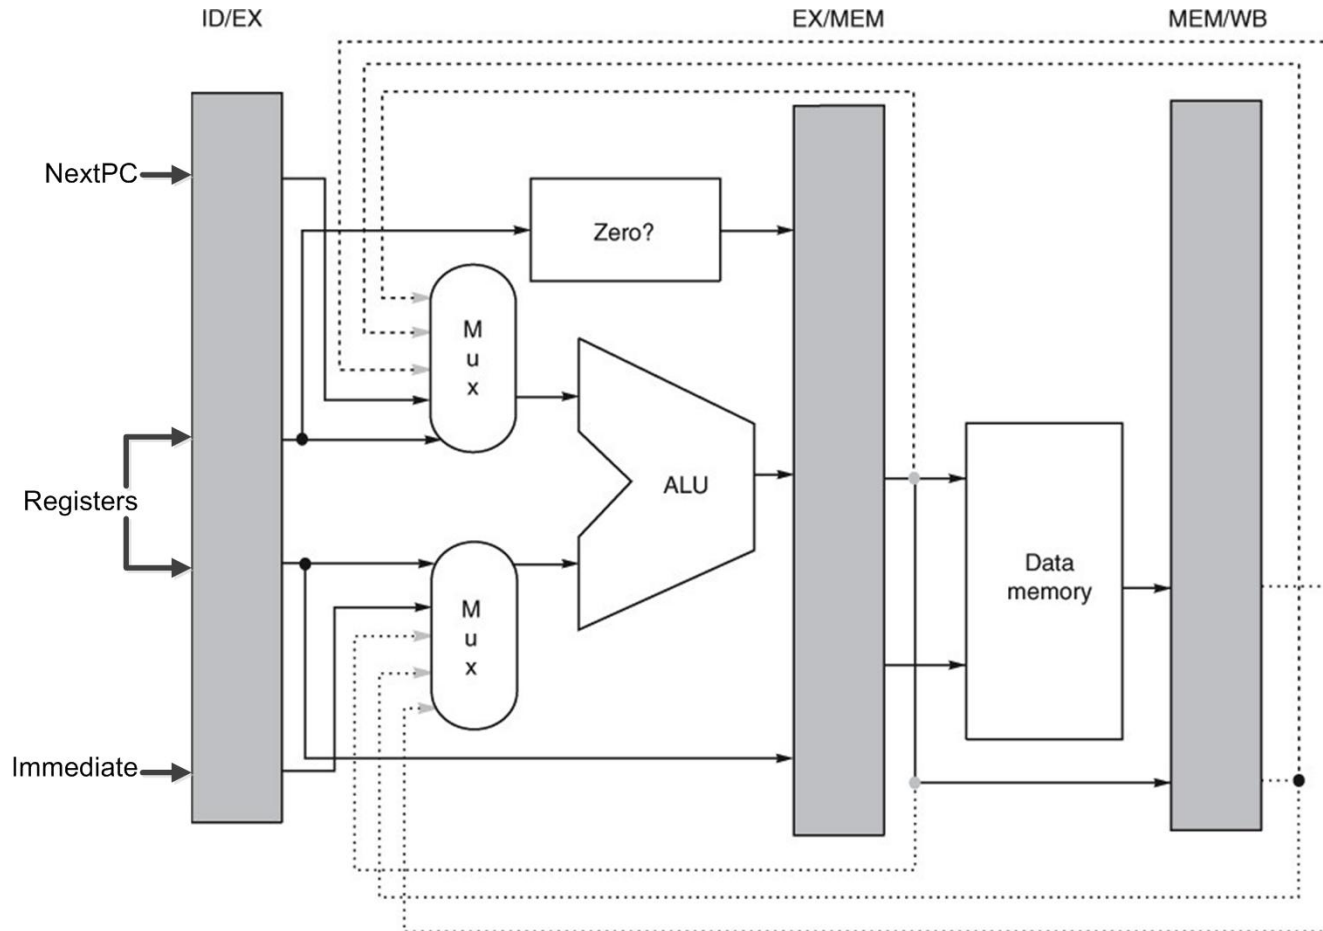 ID/EX
EX/MEM
MEM/WB
NextPC
Zero?
M
u
x
ALU
Registers
Data
memory
M
u
x
Immediate